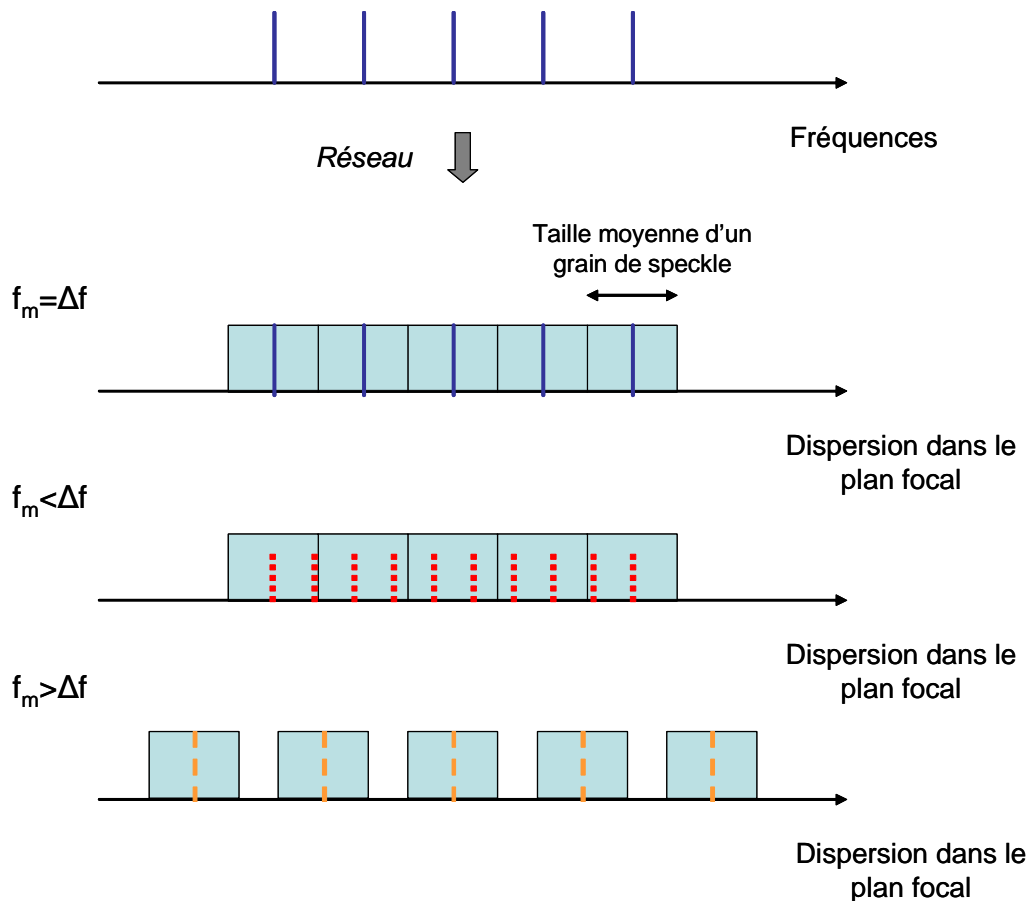 Fréquences
Réseau
Taille moyenne d'un
grain de speckle
fm=Δf
Dispersion dans le
plan focal
fm<Δf
Dispersion dans le
plan focal
fm>Δf
Dispersion dans le
plan focal